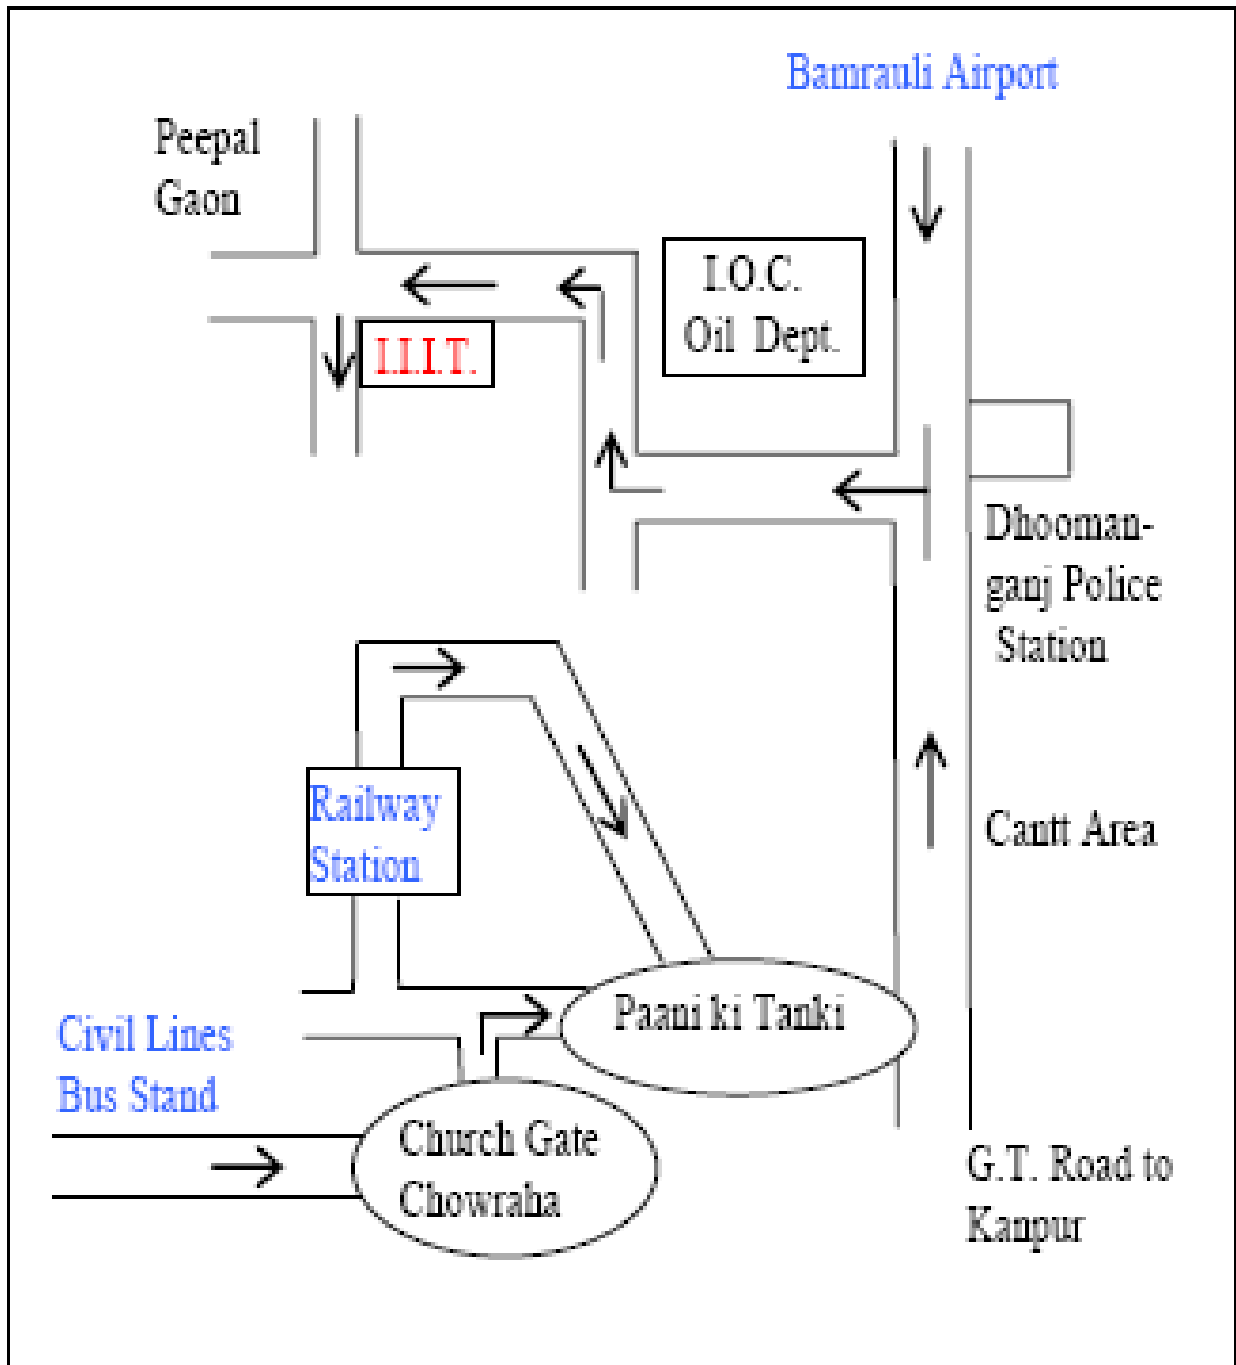 Bamrauli Airport
Peepal
Gaon
I.O.C.
Oil Dept.
I.I.I.T.
Dhooman-
ganj Police
Station
Railway
Station
Cantt Area
Paani ki Tanki
Civil Lines
Bus Stand
Church Gate
Chowraha
G.T. Road to
Kanpur